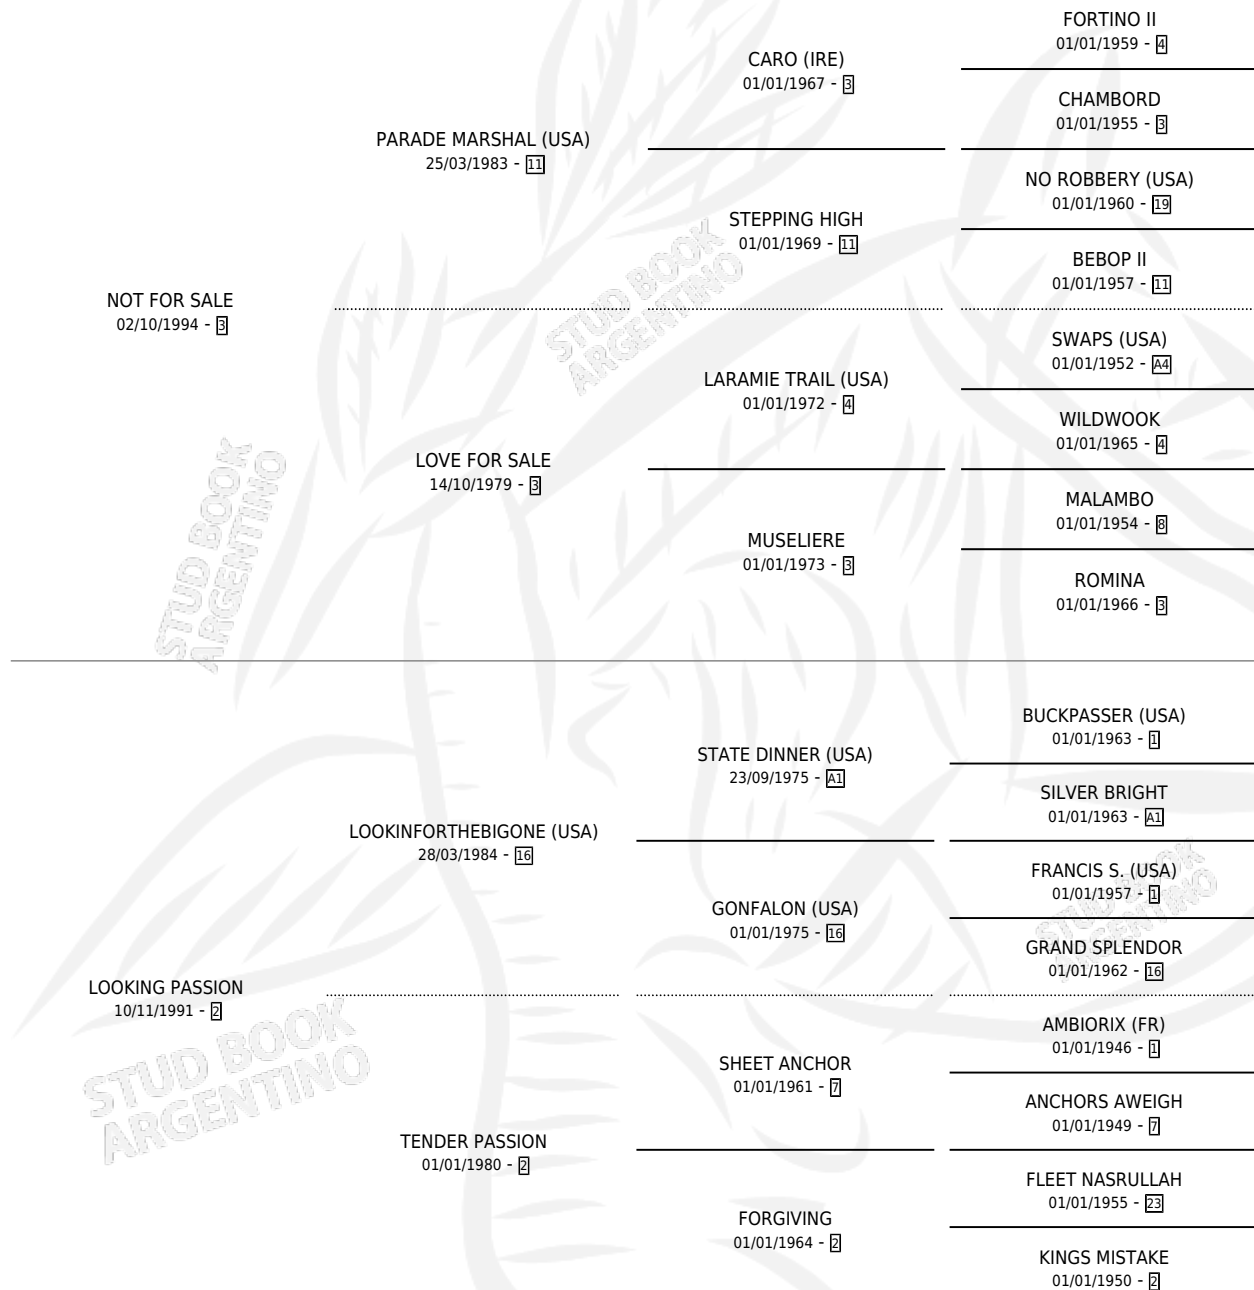 FORTINO II
01/01/1959 - 4
CARO (IRE)
01/01/1967 - 3
CHAMBORD
01/01/1955 - 3
PARADE MARSHAL (USA)
25/03/1983 - 11
NO ROBBERY (USA)
01/01/1960 - 19
STEPPING HIGH
01/01/1969 - 11
BEBOP II
01/01/1957 - 11
NOT FOR SALE
02/10/1994 - 3
STUD BOOK
ARGENTINO
SWAPS (USA)
01/01/1952 - A4
LARAMIE TRAIL (USA)
01/01/1972 - 4
WILDWOOK
01/01/1965 - 4
LOVE FOR SALE
14/10/1979 - 3
MALAMBO
01/01/1954 - 8
MUSELIERE
01/01/1973 - 3
ROMINA
01/01/1966 - 3
STUD BOOK
ARGENTINO
BUCKPASSER (USA)
01/01/1963 - 1
STATE DINNER (USA)
23/09/1975 - A1
SILVER BRIGHT
01/01/1963 - A1
LOOKINFORTHEBIGONE (USA)
28/03/1984 - 16
FRANCIS S. (USA)
01/01/1957 - 1
GONFALON (USA)
01/01/1975 - 16
STUD BOOK
ARGENTINO
GRAND SPLENDOR
01/01/1962 - 16
LOOKING PASSION
10/11/1991 - 2
AMBIORIX (FR)
01/01/1946 - 1
SHEET ANCHOR
01/01/1961 - 7
ANCHORS AWEIGH
01/01/1949 - 7
STUD BOOK
ARGENTINO
TENDER PASSION
01/01/1980 - 2
FLEET NASRULLAH
01/01/1955 - 23
FORGIVING
01/01/1964 - 2
KINGS MISTAKE
01/01/1950 - 2